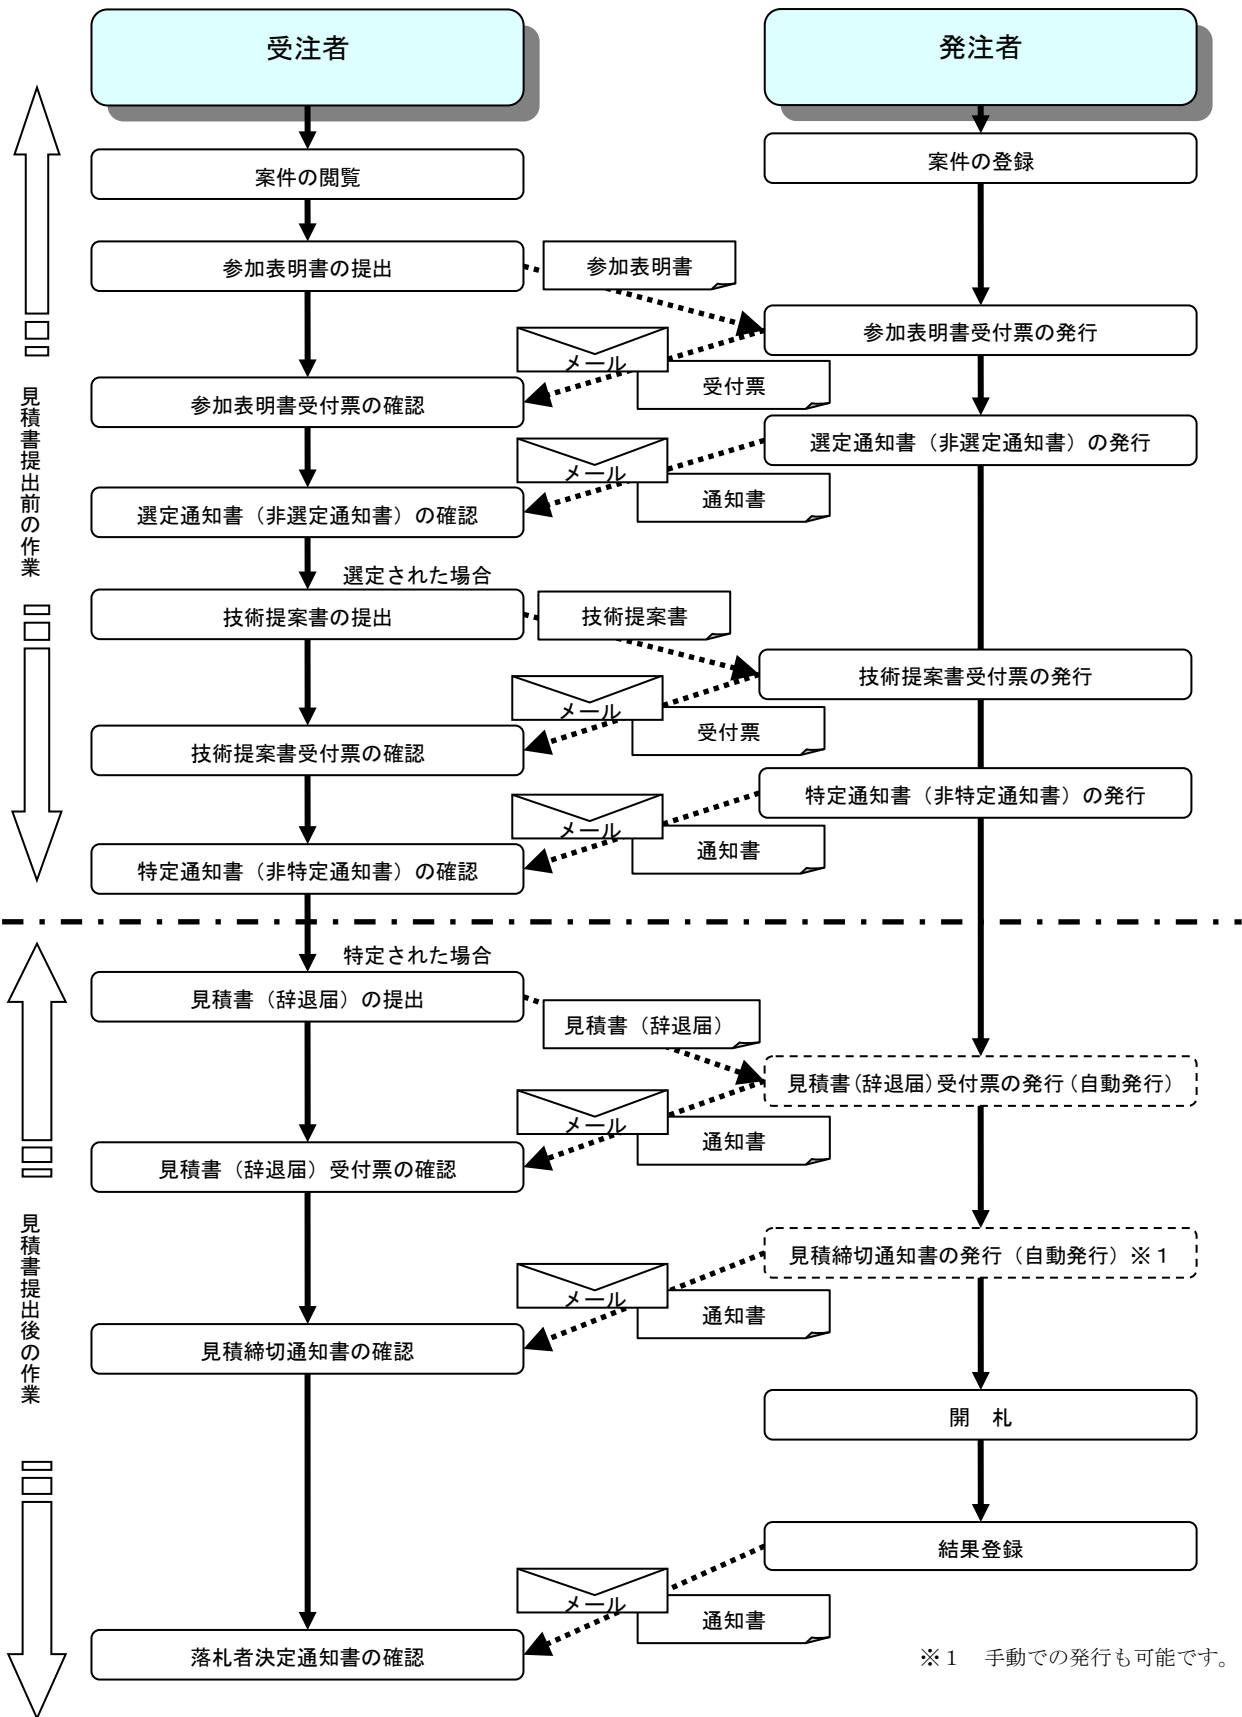 受注者
発注者
案件の閲覧
案件の登録
参加表明書の提出
参加表明書
参加表明書受付票の発行
メール
受付票
参加表明書受付票の確認
選定通知書（非選定通知書）の発行
メール
通知書
選定通知書（非選定通知書）の確認
選定された場合
技術提案書の提出
技術提案書
技術提案書受付票の発行
メール
受付票
技術提案書受付票の確認
特定通知書（非特定通知書）の発行
メール
通知書
特定通知書（非特定通知書）の確認
見積書提出前の作業
特定された場合
見積書（辞退届）の提出
見積書（辞退届）
見積書（辞退届）受付票の発行（自動発行）
メール
通知書
見積書（辞退届）受付票の確認
見積締切通知書の発行（自動発行）※１
メール
通知書
見積締切通知書の確認
見積書提出後の作業
開　札
結果登録
メール
通知書
落札者決定通知書の確認
※１　手動での発行も可能です。